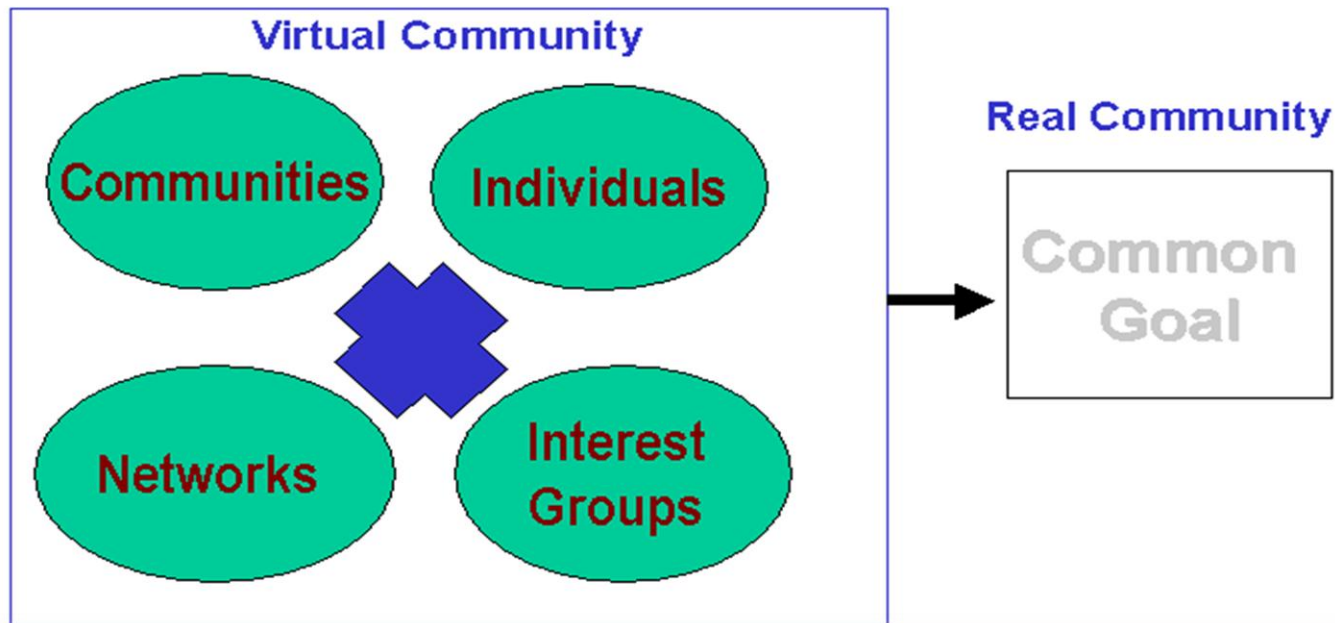 Virtual Community
Communities
Individuals
Networks
Interest
Groups
Real Community
Common
Goal